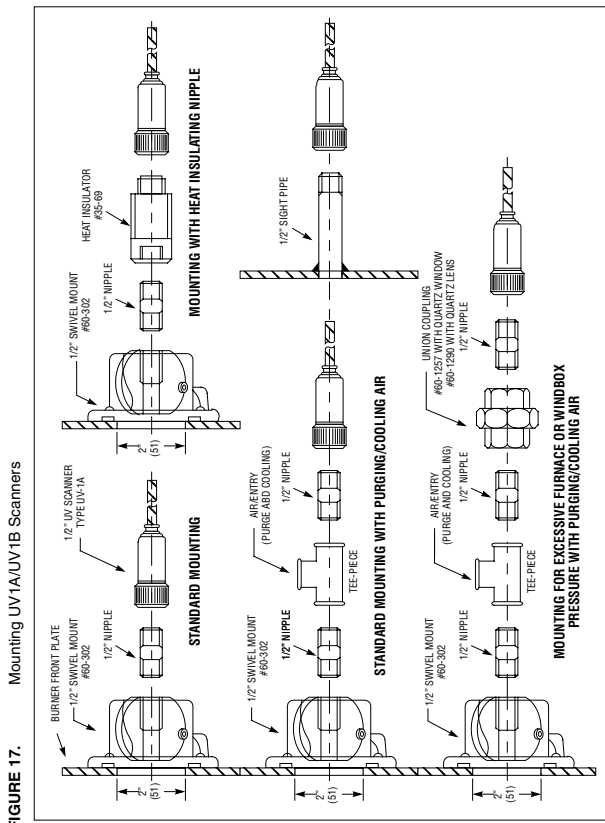 FIGURE 17. Mounting UV1A/UV1B Scanners
BURNER FRONT PLATE
1/2" SWIVEL MOUNT
#60-302
1/2" NIPPLE
1/2" UV SCANNER
TYPE UV-1A
2"
(51)
STANDARD MOUNTING
1/2" SWIVEL MOUNT
#60-302
1/2" NIPPLE
HEAT INSULATOR
#35-69
2"
(51)
MOUNTING WITH HEAT INSULATING NIPPLE
1/2" SWIVEL MOUNT
#60-302
1/2" NIPPLE
AIR/ENTRY
(PURGE ABD COOLING)
1/2" NIPPLE
TEE-PIECE
2"
(51)
STANDARD MOUNTING WITH PURGING/COOLING AIR
1/2" SIGHT PIPE
1/2" SWIVEL MOUNT
#60-302
1/2" NIPPLE
AIR/ENTRY
(PURGE AND COOLING)
1/2" NIPPLE
UNION COUPLING
#60-1257 WITH QUARTZ WINDOW
#60-1290 WITH QUARTZ LENS
1/2" NIPPLE
TEE-PIECE
2"
(51)
MOUNTING FOR EXCESSIVE FURNACE OR WINDBOX
PRESSURE WITH PURGING/COOLING AIR